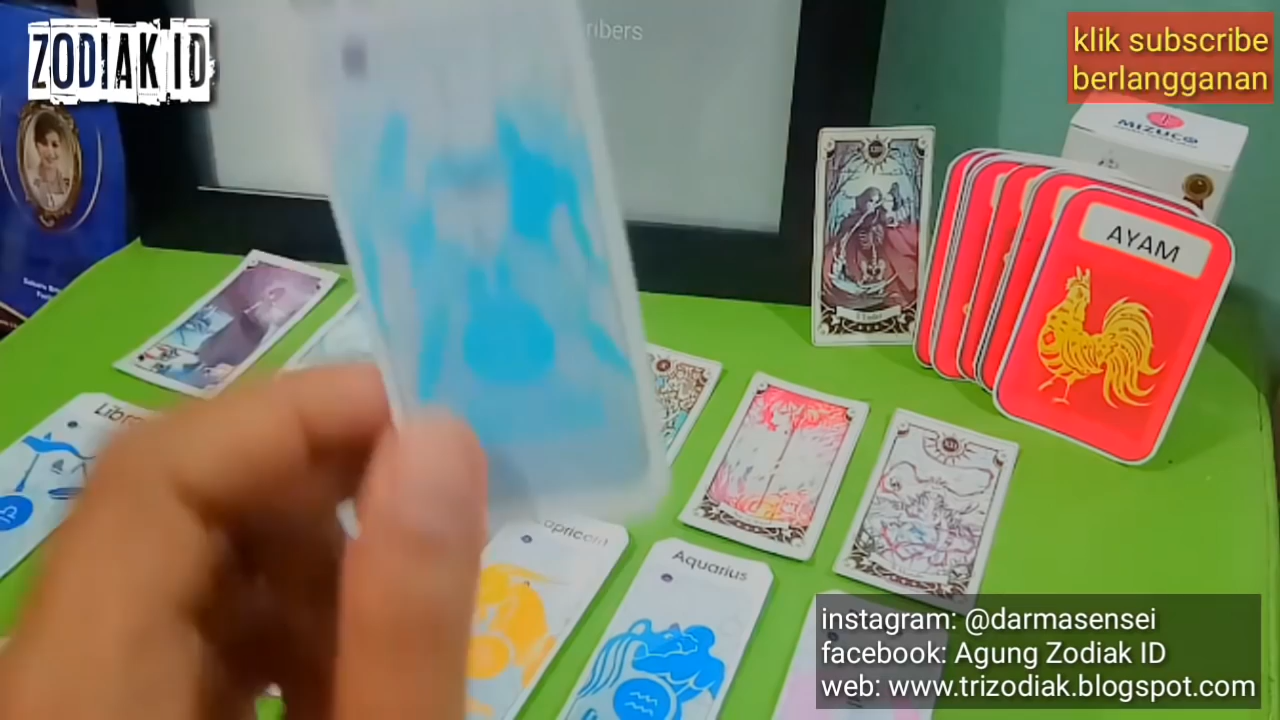 ZODIAK ID
ribers
klik subscribe
berlangganan
MIZUCO
AYAM
Libra
apricorn
Aquarius
instagram: @darmasensei
facebook: Agung Zodiak ID
web: www.trizodiak.blogspot.com